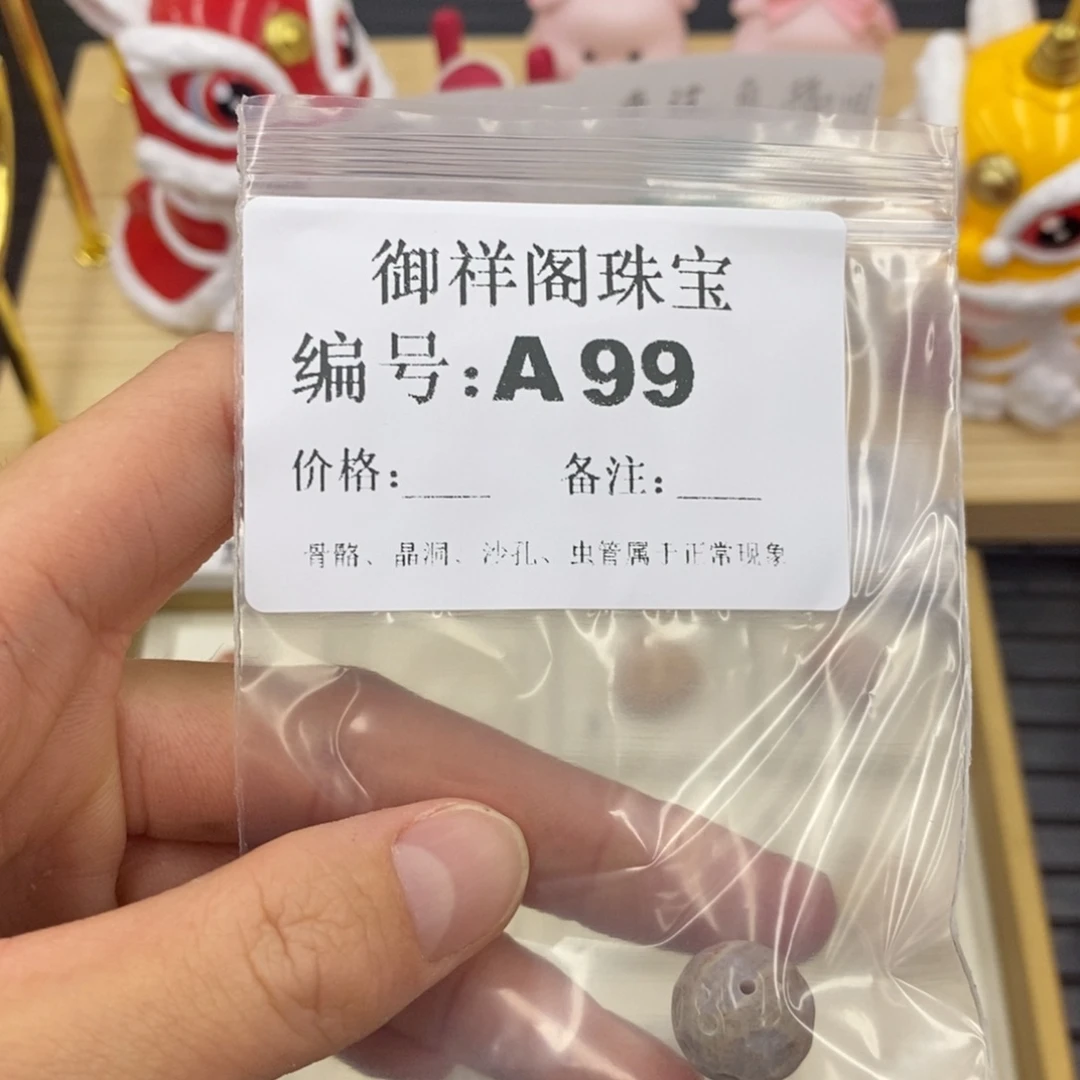 御祥阁珠宝
编号:A99
价格:____ 备注:____
骨骼、晶洞、沙孔、虫管属于正常现象